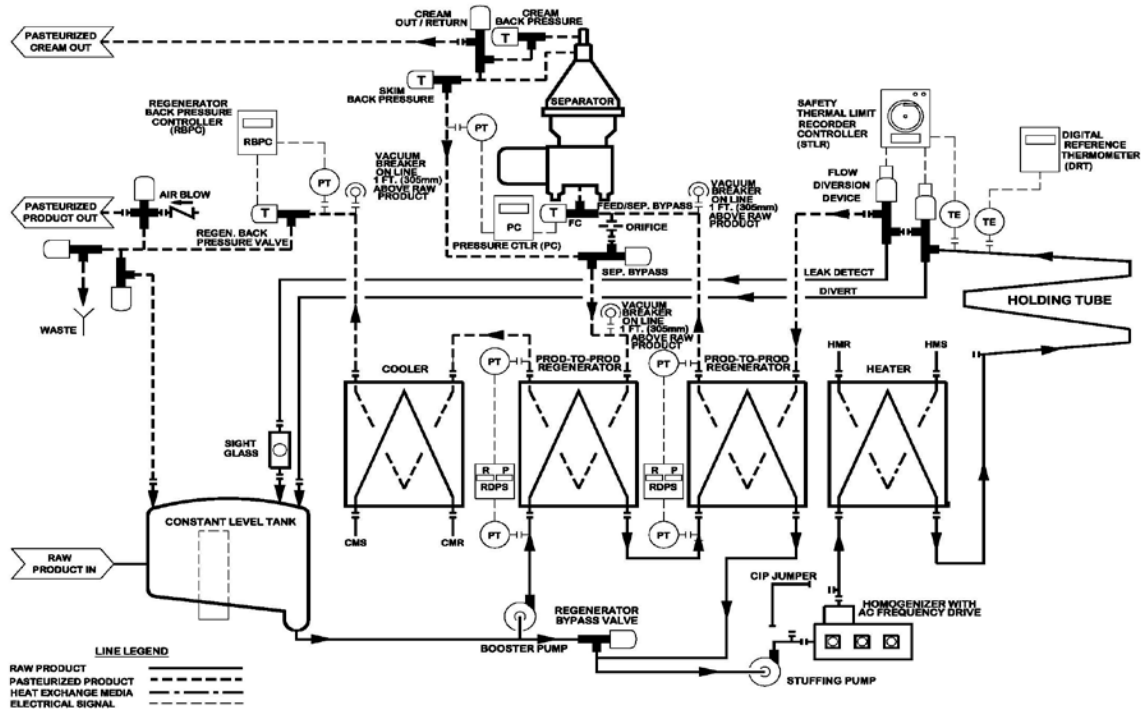 PASTEURIZED
CREAM OUT
CREAM
OUT / RETURN
CREAM
BACK PRESSURE
T
T
SKIM
BACK PRESSURE
SEPARATOR
REGENERATOR
BACK PRESSURE
CONTROLLER (RBPC)
RBPC
PT
VACUUM
BREAKER
ON LINE
1 FT. (305mm)
ABOVE RAW
PRODUCT
PT
PC
PRESSURE CTLR (PC)
T
FC
FEED/SEP. BYPASS
ORIFICE
SEP. BYPASS
VACUUM
BREAKER
ON LINE
1 FT. (305mm)
ABOVE RAW
PRODUCT
SAFETY
THERMAL LIMIT
RECORDER
CONTROLLER
(STLR)
FLOW
DIVERSION
DEVICE
TE
TE
DIGITAL
REFERENCE
THERMOMETER
(DRT)
AIR BLOW
PASTEURIZED
PRODUCT OUT
T
REGEN. BACK
PRESSURE VALVE
WASTE
LEAK DETECT
DIVERT
HOLDING TUBE
VACUUM
BREAKER
ON LINE
1 FT. (305mm)
ABOVE RAW
PRODUCT
COOLER
PT
PROD-TO-PROD
REGENERATOR
PT
PROD-TO-PROD
REGENERATOR
HMR
HMS
HEATER
SIGHT
GLASS
R P
RDPS
R P
RDPS
CONSTANT LEVEL TANK
CMS
CMR
PT
PT
RAW
PRODUCT IN
CIP JUMPER
HOMOGENIZER WITH
AC FREQUENCY DRIVE
REGENERATOR
BYPASS VALVE
BOOSTER PUMP
STUFFING PUMP
LINE LEGEND
RAW PRODUCT
PASTEURIZED PRODUCT
HEAT EXCHANGE MEDIA
ELECTRICAL SIGNAL